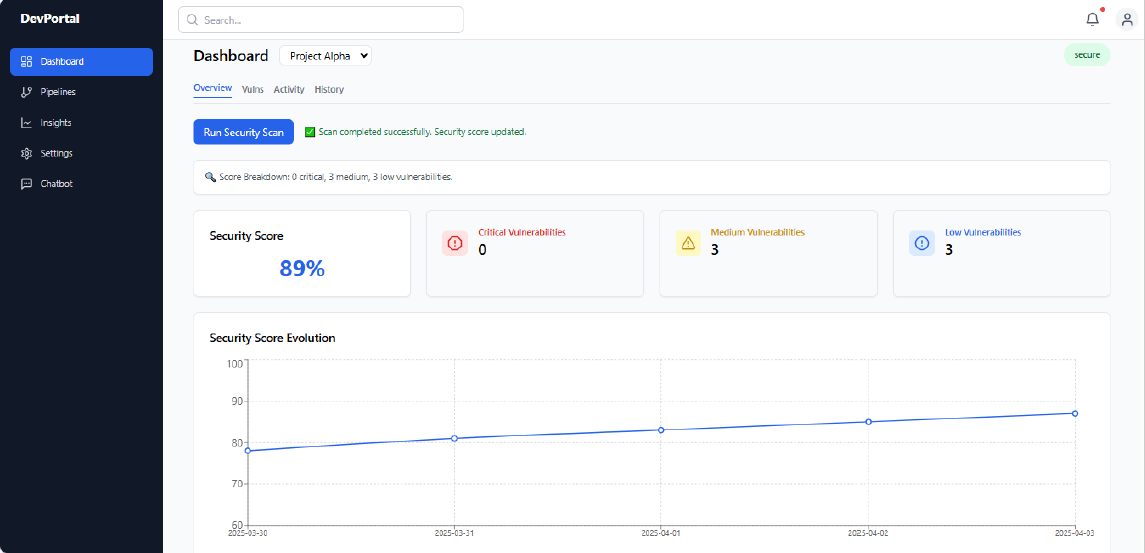 DevPortal
Search...
Dashboard
Pipelines
Insights
Settings
Chatbot
Dashboard Project Alpha secure
Overview Vulns Activity History
Run Security Scan ✅ Scan completed successfully. Security score updated.
🔍 Score Breakdown: 0 critical, 3 medium, 3 low vulnerabilities.
Security Score
89%
Critical Vulnerabilities
0
Medium Vulnerabilities
3
Low Vulnerabilities
3
Security Score Evolution
100
90
80
70
60
2025-03-30 2025-03-31 2025-04-01 2025-04-02 2025-04-03